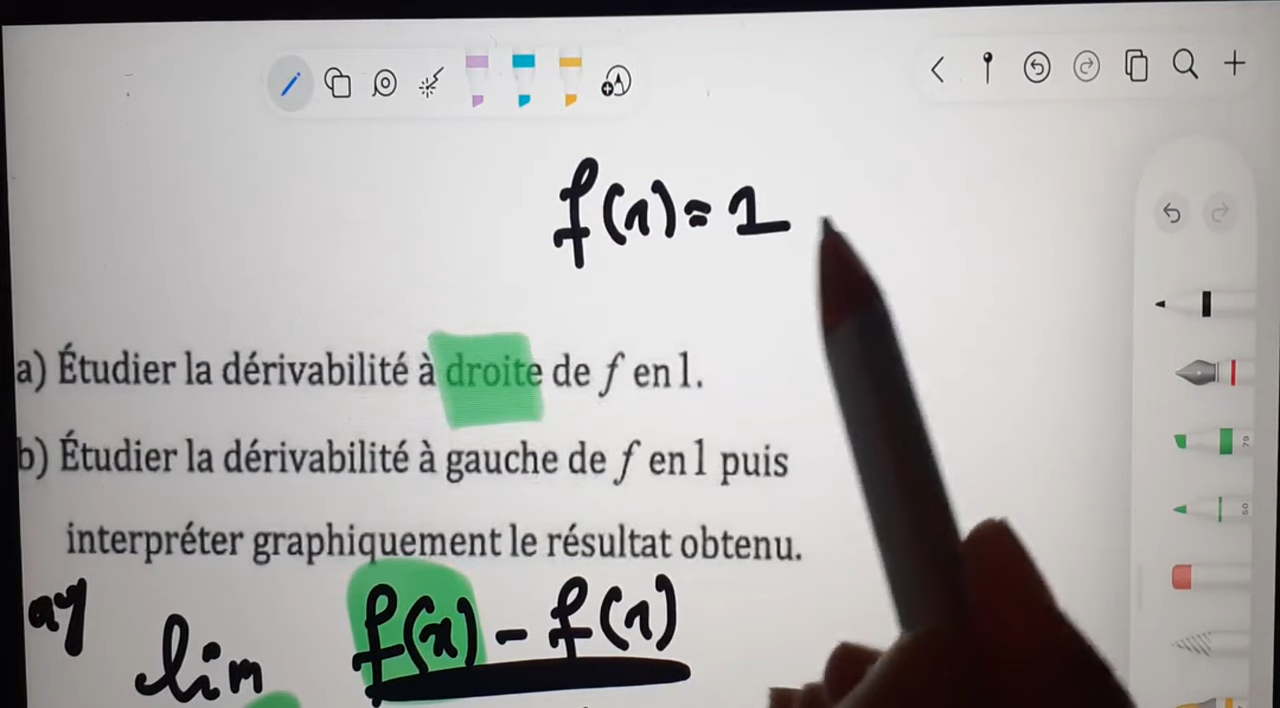 f(1)=1
a) Étudier la dérivabilité à droite de f en 1.
b) Étudier la dérivabilité à gauche de f en 1 puis
interpréter graphiquement le résultat obtenu.
a) lim f(x) - f(1)